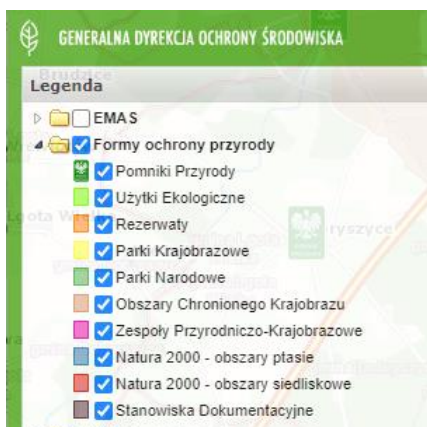 GENERALNA DYREKCJA OCHRONY ŚRODOWISKA
Brudzice
Legenda
EMAS
Formy ochrony przyrody
Pomniki Przyrody
Użytki Ekologiczne
Rezerwaty
Parki Krajobrazowe
Parki Narodowe
Obszary Chronionego Krajobrazu
Zespoły Przyrodniczo-Krajobrazowe
Natura 2000 - obszary ptasie
Natura 2000 - obszary siedliskowe
Stanowiska Dokumentacyjne